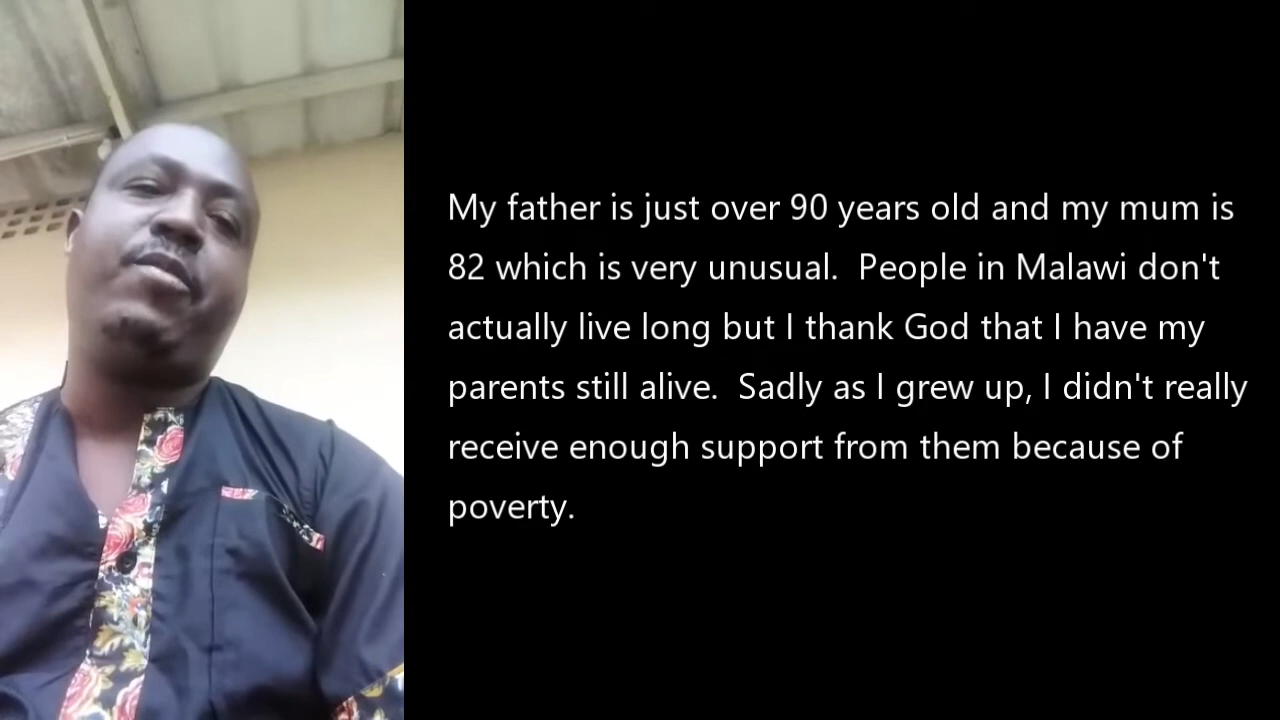 My father is just over 90 years old and my mum is
82 which is very unusual.  People in Malawi don't
actually live long but I thank God that I have my
parents still alive.  Sadly as I grew up, I didn't really
receive enough support from them because of
poverty.